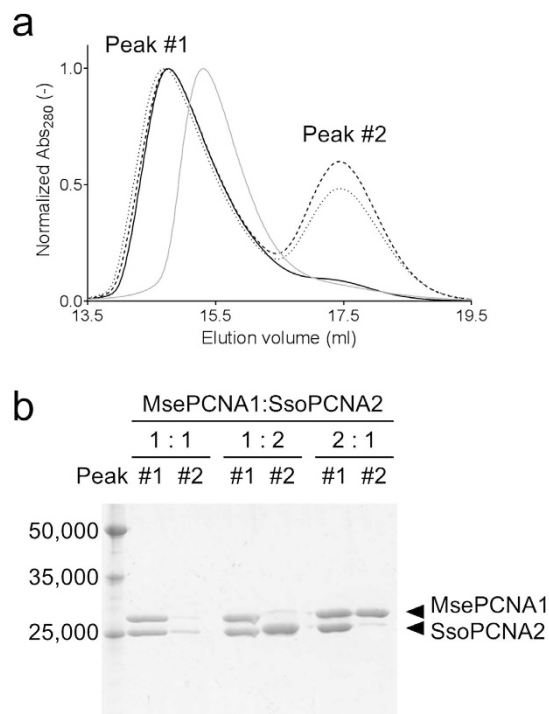 a
Peak #1
Peak #2
Normalized Abs280 (-)
1.0
0.5
0.0
13.5 15.5 17.5 19.5
Elution volume (ml)
b
MsePCNA1:SsoPCNA2
1 : 1 1 : 2 2 : 1
Peak #1 #2 #1 #2 #1 #2
50,000
35,000
25,000
MsePCNA1
SsoPCNA2